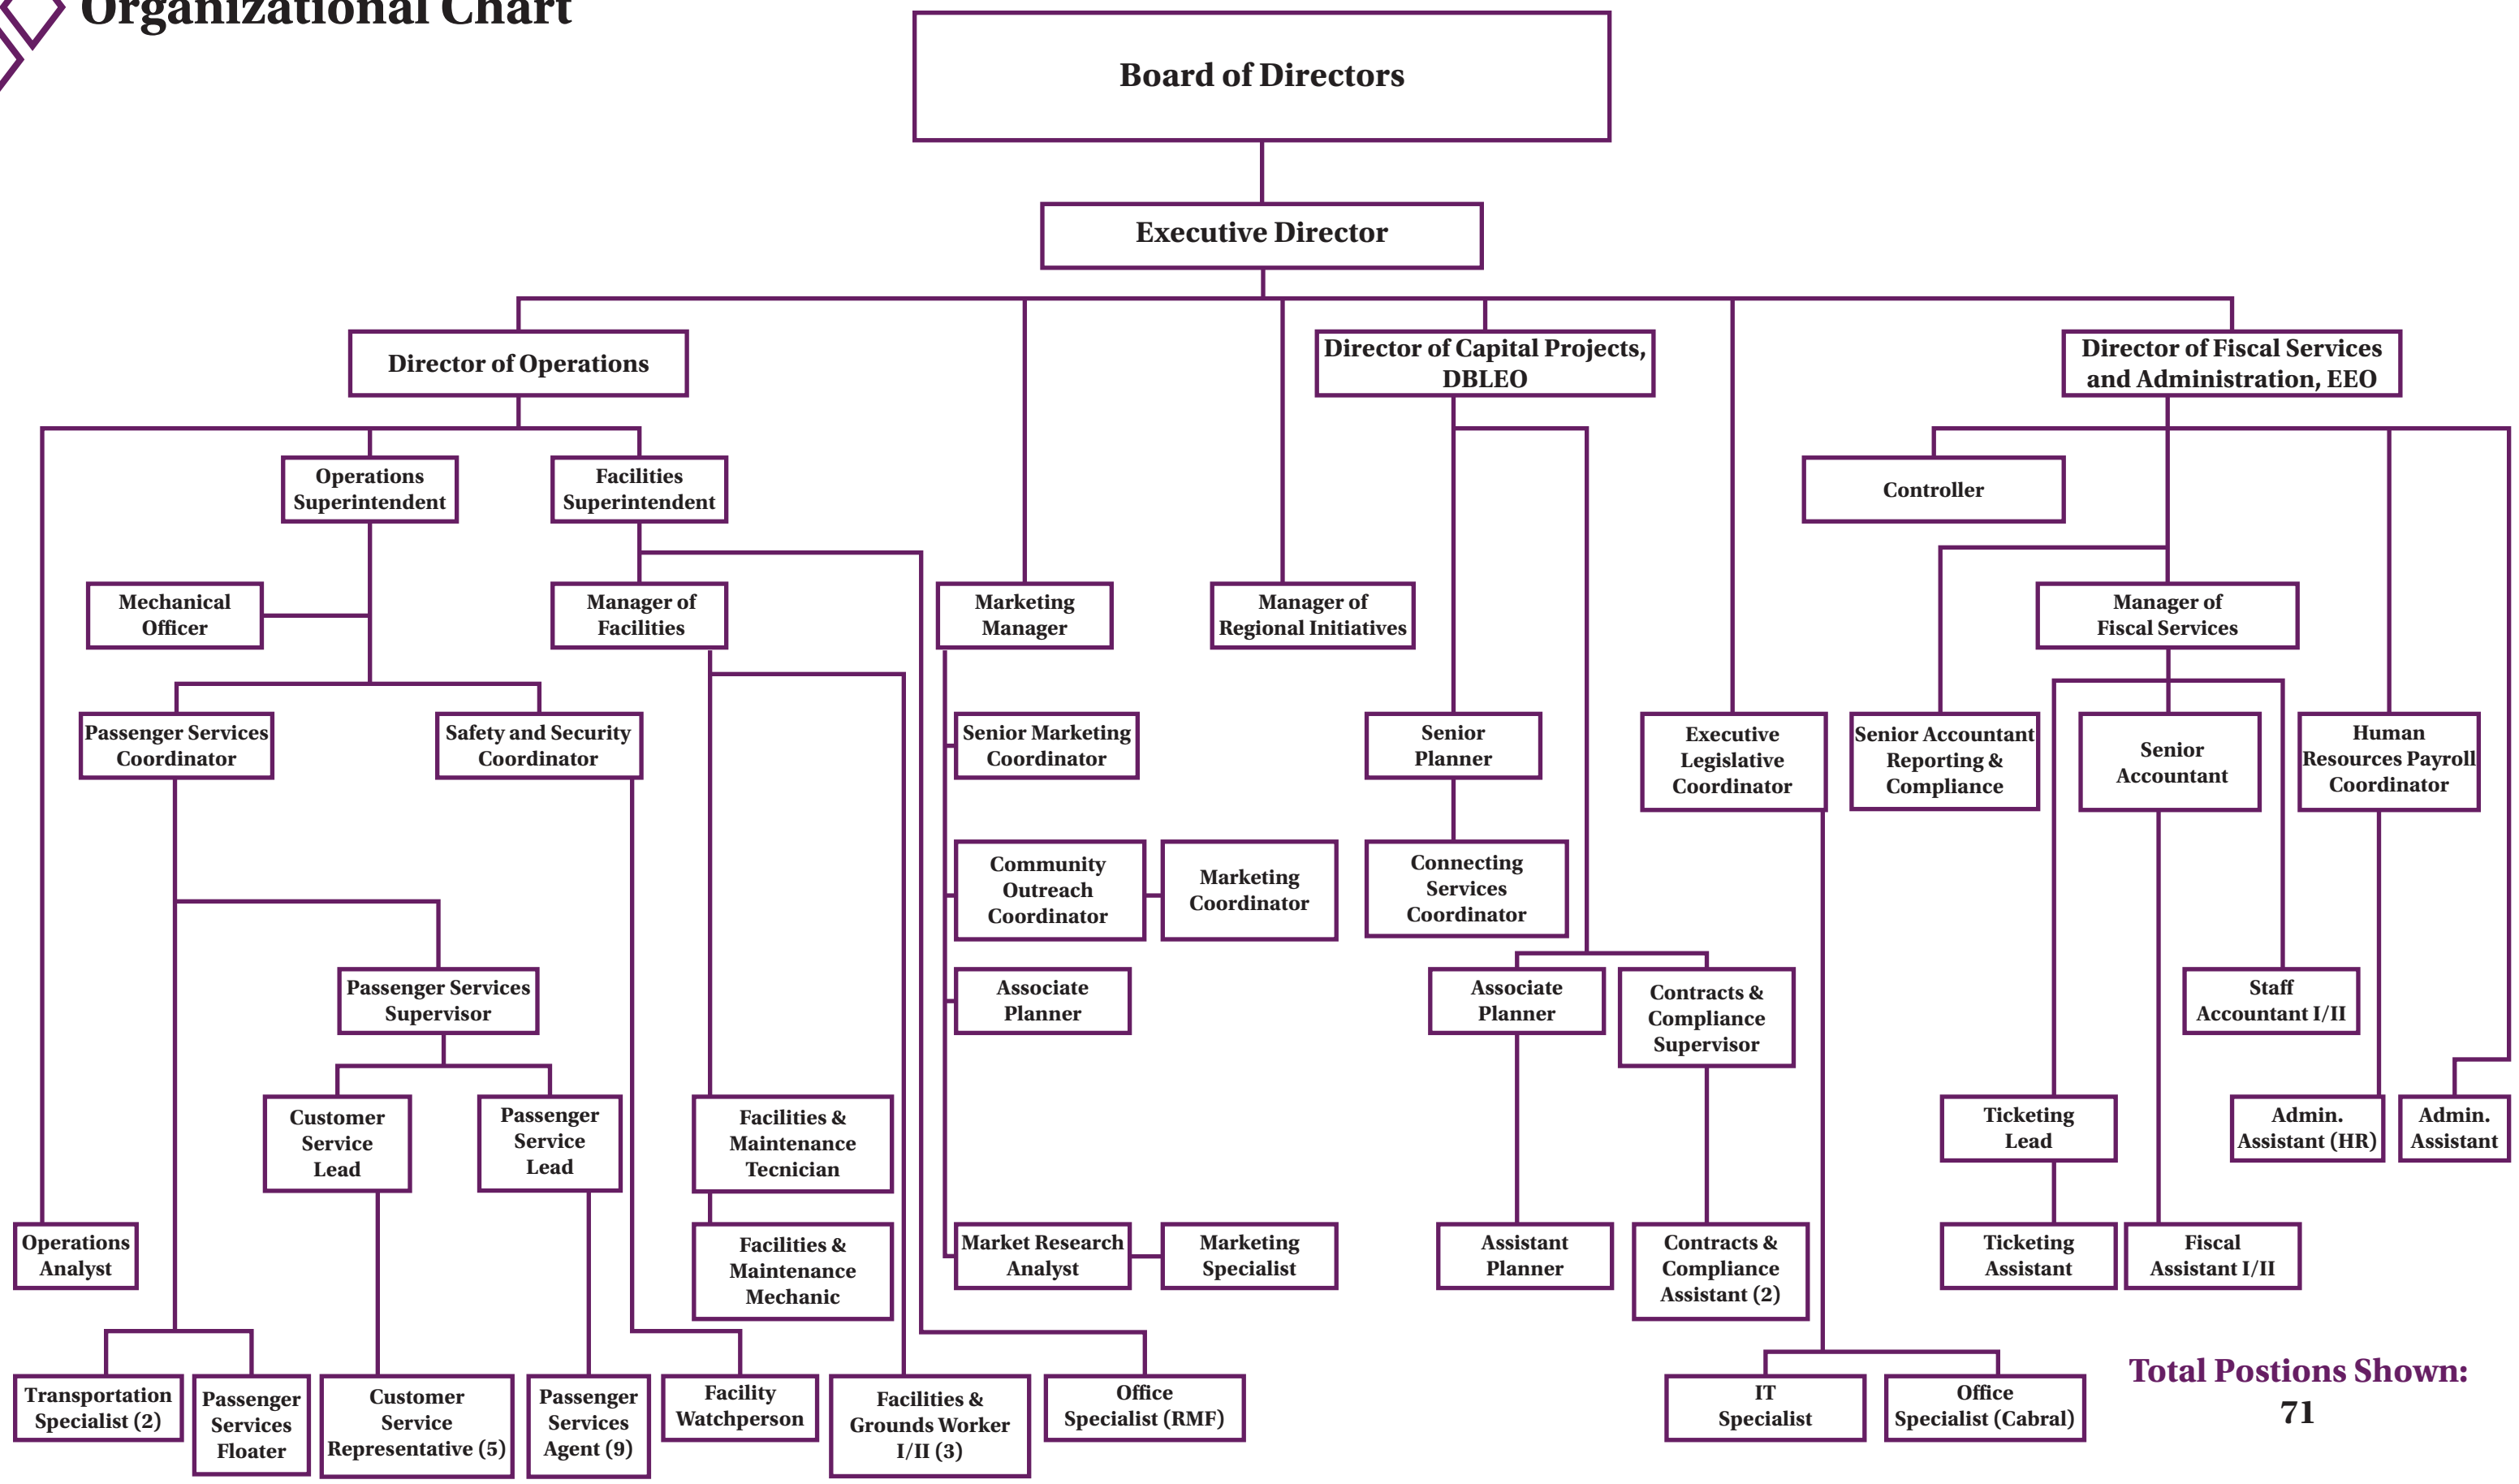 Organizational Chart
Board of Directors
Executive Director
Director of Operations
Director of Capital Projects,
DBLEO
Director of Fiscal Services
and Administration, EEO
Operations
Superintendent
Facilities
Superintendent
Controller
Mechanical
Officer
Manager of
Facilities
Marketing
Manager
Manager of
Regional Initiatives
Manager of
Fiscal Services
Passenger Services
Coordinator
Safety and Security
Coordinator
Senior Marketing
Coordinator
Senior
Planner
Executive
Legislative
Coordinator
Senior Accountant
Reporting &
Compliance
Senior
Accountant
Human
Resources Payroll
Coordinator
Community
Outreach
Coordinator
Marketing
Coordinator
Connecting
Services
Coordinator
Passenger Services
Supervisor
Associate
Planner
Associate
Planner
Contracts &
Compliance
Supervisor
Staff
Accountant I/II
Customer
Service
Lead
Passenger
Service
Lead
Facilities &
Maintenance
Tecnician
Ticketing
Lead
Admin.
Assistant (HR)
Admin.
Assistant
Operations
Analyst
Facilities &
Maintenance
Mechanic
Market Research
Analyst
Marketing
Specialist
Assistant
Planner
Contracts &
Compliance
Assistant (2)
Ticketing
Assistant
Fiscal
Assistant I/II
Transportation
Specialist (2)
Passenger
Services
Floater
Customer
Service
Representative (5)
Passenger
Services
Agent (9)
Facility
Watchperson
Facilities &
Grounds Worker
I/II (3)
Office
Specialist (RMF)
IT
Specialist
Office
Specialist (Cabral)
Total Postions Shown:
71